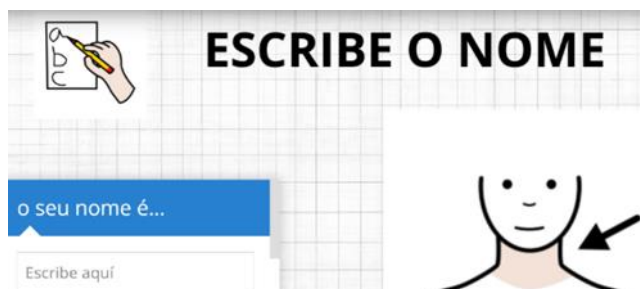 a
b
c
ESCRIBE O NOME
o seu nome é...
Escribe aquí